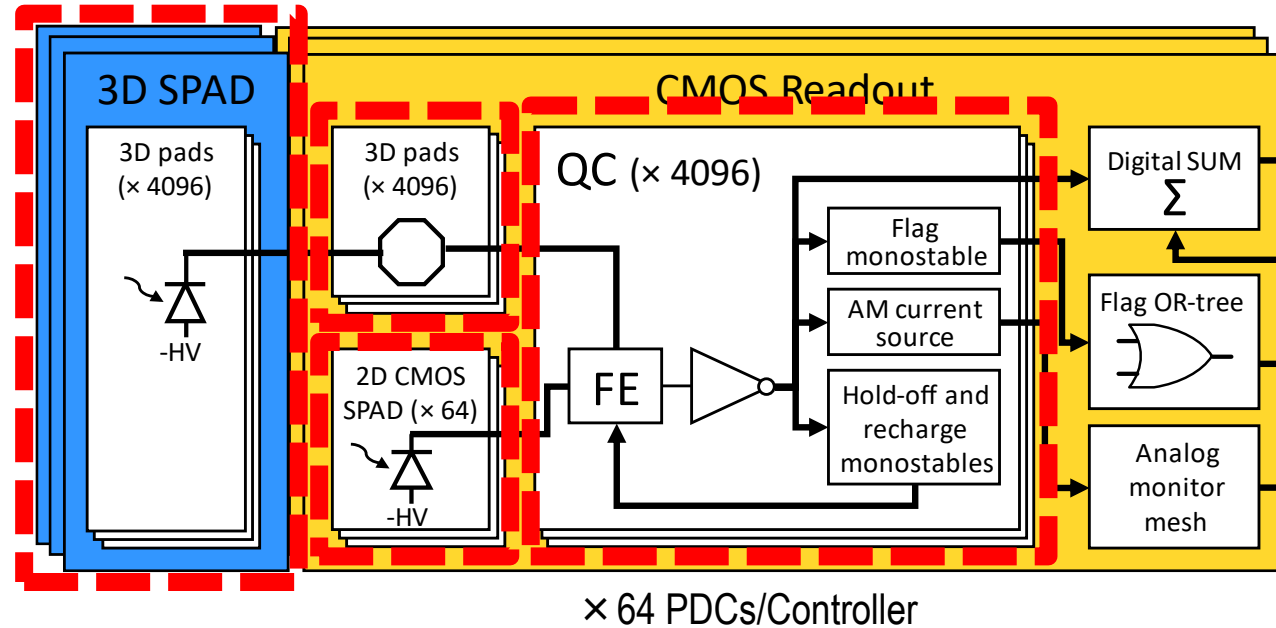 3D SPAD
3D pads
(× 4096)
-HV
CMOS Readout
3D pads
(× 4096)
2D CMOS
SPAD (× 64)
-HV
QC (× 4096)
FE
Flag
monostable
AM current
source
Hold-off and
recharge
monostables
Digital SUM
Σ
Flag OR-tree
Analog
monitor
mesh
× 64 PDCs/Controller